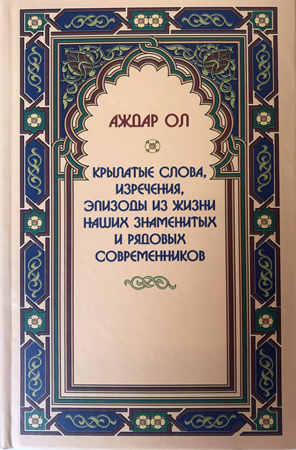 АЖДАР ОЛ
КРЫЛАТЫЕ СЛОВА,
ИЗРЕЧЕНИЯ,
ЭПИЗОДЫ ИЗ ЖИЗНИ
НАШИХ ЗНАМЕНИТЫХ
И РЯДОВЫХ
СОВРЕМЕННИКОВ